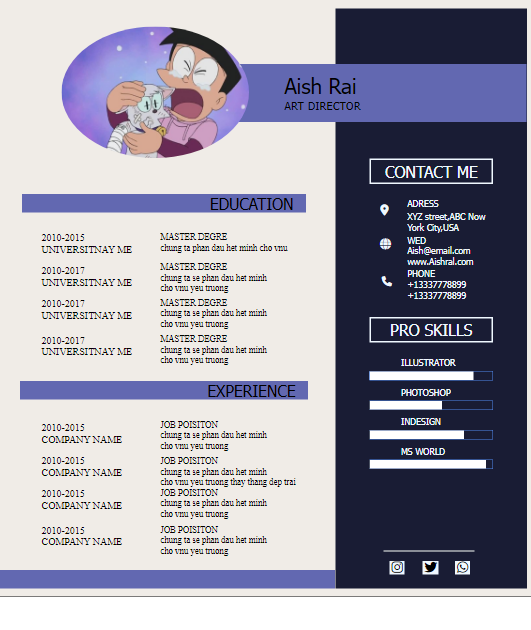 Aish Rai
ART DIRECTOR
EDUCATION
2010-2015
UNIVERSITNAY ME
MASTER DEGRE
chung ta phan dau het minh cho vnu
2010-2017
UNIVERSITNAY ME
MASTER DEGRE
chung ta se phan dau het minh
cho vnu yeu truong
2010-2017
UNIVERSITNAY ME
MASTER DEGRE
chung ta se phan dau het minh
cho vnu yeu truong
2010-2017
UNIVERSITNAY ME
MASTER DEGRE
chung ta se phan dau het minh
cho vnu yeu truong
EXPERIENCE
2010-2015
COMPANY NAME
JOB POISITON
chung ta se phan dau het minh
cho vnu yeu truong
2010-2015
COMPANY NAME
JOB POISITON
chung ta se phan dau het minh
cho vnu yeu truong thay thang dep trai
2010-2015
COMPANY NAME
JOB POISITON
chung ta se phan dau het minh
cho vnu yeu truong
2010-2015
COMPANY NAME
JOB POISITON
chung ta se phan dau het minh
cho vnu yeu truong
CONTACT ME
ADRESS
XYZ street,ABC Now
York City,USA
WED
Aish@email.com
www.Aishral.com
PHONE
+13337778899
+13337778899
PRO SKILLS
ILLUSTRATOR
PHOTOSHOP
INDESIGN
MS WORLD